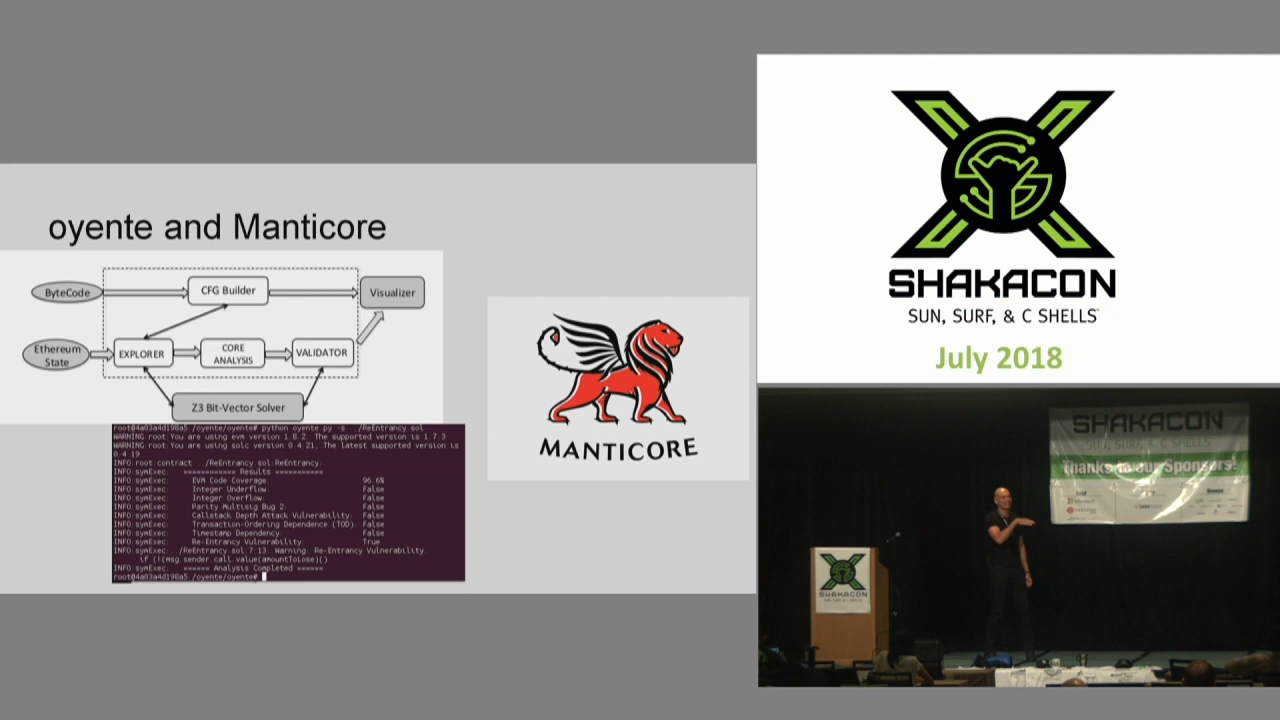 oyente and Manticore
ByteCode
CFG Builder
Visualizer
Ethereum
State
EXPLORER
CORE
ANALYSIS
VALIDATOR
Z3 Bit-Vector Solver
root@4a03a4d198a5:/oyente/oyente# python oyente.py -s ../ReEntrancy.sol
WARNING:root:You are using evm version 1.8.2. The supported version is 1.7.3
WARNING:root:You are using solc version 0.4.21, The latest supported version is
0.4.19
INFO:root:contract ../ReEntrancy.sol:ReEntrancy:
INFO:symExec: ============ Results ===========
INFO:symExec: EVM Code Coverage: 96.6%
INFO:symExec: Integer Underflow: False
INFO:symExec: Integer Overflow: False
INFO:symExec: Parity Multisig Bug 2: False
INFO:symExec: Callstack Depth Attack Vulnerability: False
INFO:symExec: Transaction-Ordering Dependence (TOD): False
INFO:symExec: Timestamp Dependency: False
INFO:symExec: Re-Entrancy Vulnerability: True
INFO:symExec: ../ReEntrancy.sol:7:13: Warning: Re-Entrancy Vulnerability.
if (!(msg.sender.call.value(amountToLose)()
INFO:symExec: ====== Analysis Completed ======
root@4a03a4d198a5:/oyente/oyente#
MANTICORE
SHAKACON
SUN, SURF, & C SHELLS
July 2018
SHAKACON
SUN, SURF, & C SHELLS
Thanks to our Sponsors!
SHAKACON